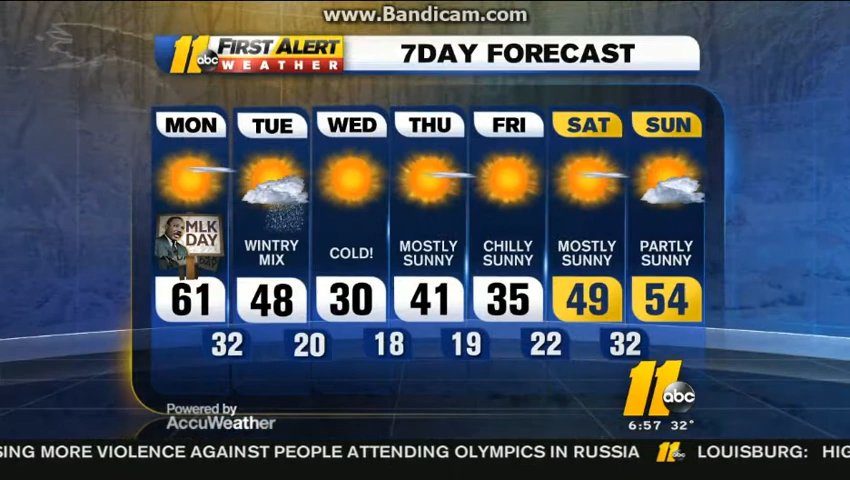 www.Bandicam.com
11 abc FIRST ALERT
WEATHER
7DAY FORECAST
MON TUE WED THU FRI SAT SUN
MLK
DAY
WINTRY
MIX
COLD!
MOSTLY
SUNNY
CHILLY
SUNNY
MOSTLY
SUNNY
PARTLY
SUNNY
61 48 30 41 35 49 54
32 20 18 19 22 32
11 abc
Powered by
AccuWeather
6:57 32°
SING MORE VIOLENCE AGAINST PEOPLE ATTENDING OLYMPICS IN RUSSIA 11 abc LOUISBURG: HIG